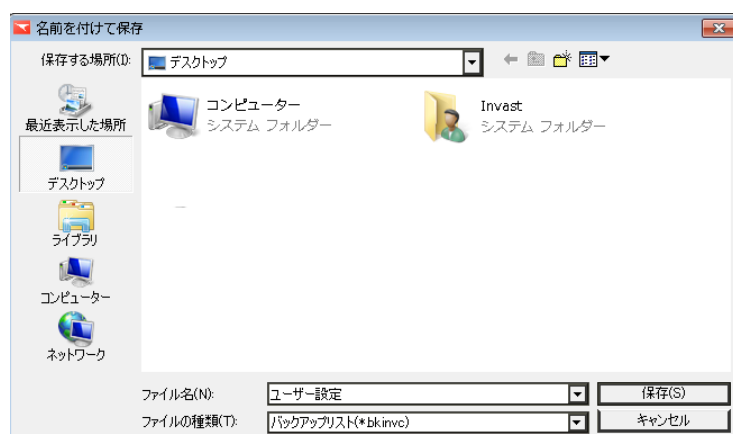 名前を付けて保存
保存する場所(I):
デスクトップ
最近表示した場所
デスクトップ
ライブラリ
コンピューター
ネットワーク
コンピューター
システム フォルダー
Invast
システム フォルダー
ファイル名(N):
ユーザー設定
保存(S)
ファイルの種類(T):
バックアップリスト(*bkinvc)
キャンセル